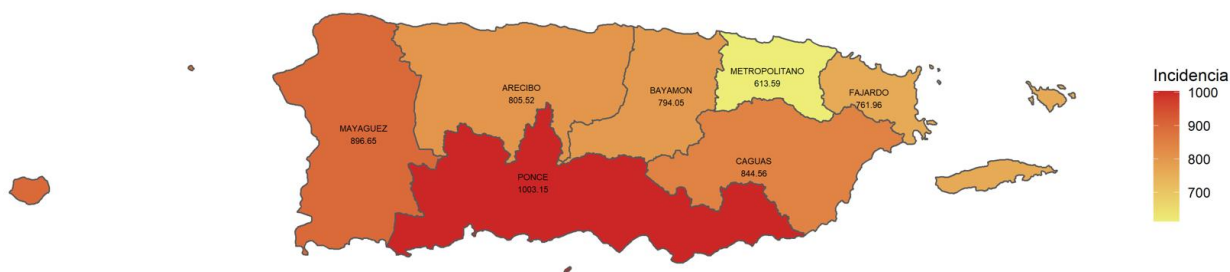 METROPOLITANO
613.59
ARECIBO
805.52
BAYAMON
794.05
FAJARDO
761.96
MAYAGUEZ
896.65
CAGUAS
844.56
PONCE
1003.15
Incidencia
1000
900
800
700